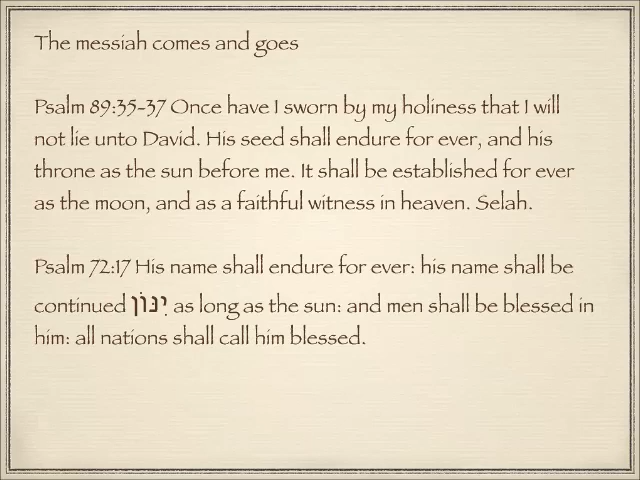 The messiah comes and goes
Psalm 89:35-37 Once have I sworn by my holiness that I will
not lie unto David. His seed shall endure for ever, and his
throne as the sun before me. It shall be established for ever
as the moon, and as a faithful witness in heaven. Selah.
Psalm 72:17 His name shall endure for ever: his name shall be
continued יִנּוֹן as long as the sun: and men shall be blessed in
him: all nations shall call him blessed.